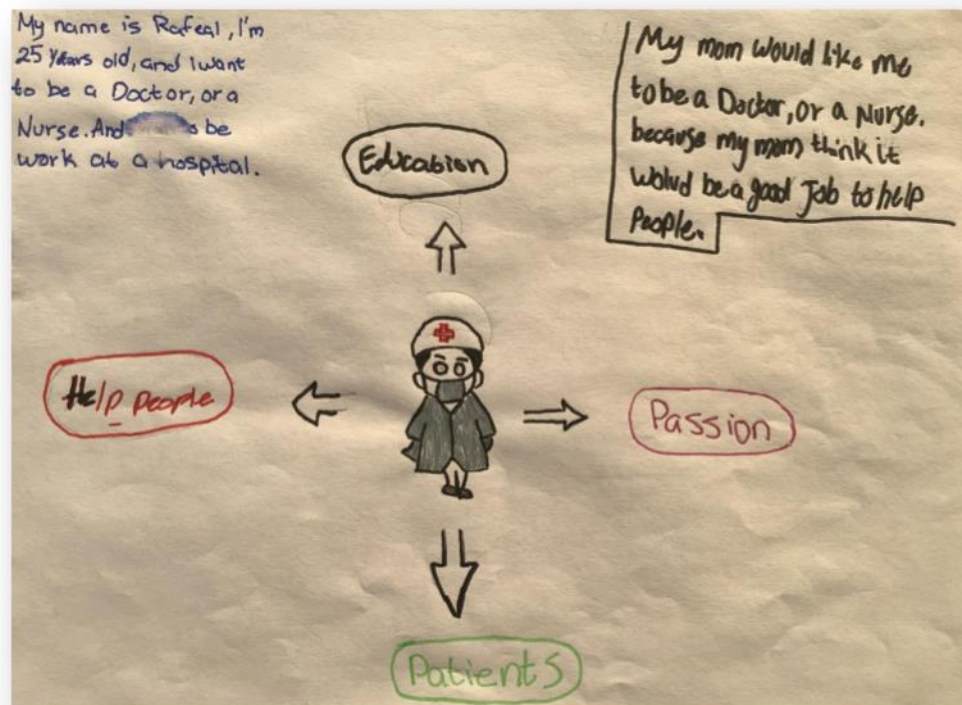 My name is Rafeal, I'm
25 years old, and i want
to be a Doctor, or a
Nurse. And be
work at a hospital.
My mom would like me
to be a Doctor, or a Nurse.
because my mom think it
wolud be a good Job to help
People.
Education
Help people
Passion
Patients